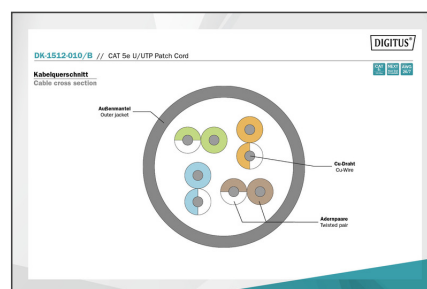 DIGITUS®
DK-1512-010/B // CAT 5e U/UTP Patch Cord
Kabelquerschnitt
Cable cross section
Außenmantel
Outer jacket
Cu-Draht
Cu-Wire
Adernpaare
Twisted pair